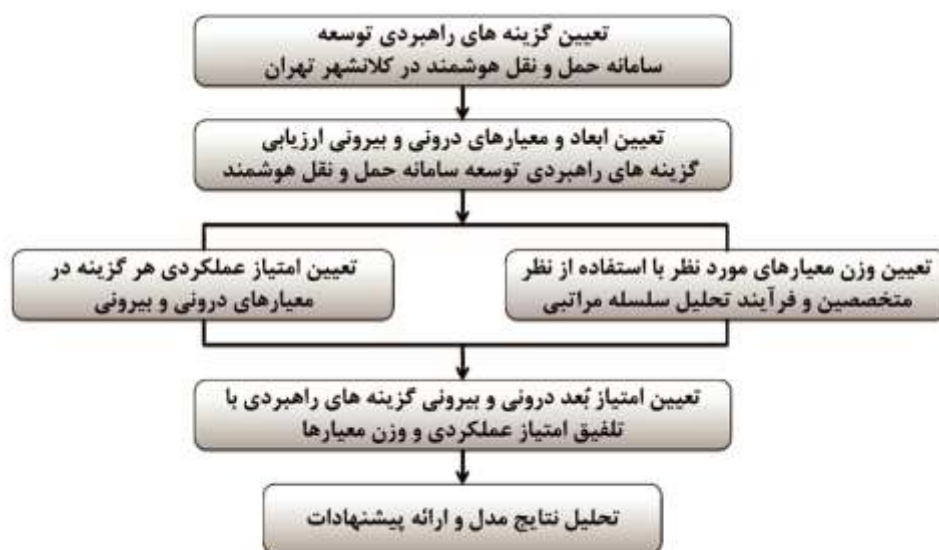 تعیین گزینه های راهبردی توسعه
سامانه حمل و نقل هوشمند در کلانشهر تهران
تعیین ابعاد و معیارهای درونی و بیرونی ارزیابی
گزینه های راهبردی توسعه سامانه حمل و نقل هوشمند
تعیین وزن معیارهای مورد نظر با استفاده از نظر
متخصصین و فرآیند تحلیل سلسله مراتبی
تعیین امتیاز عملکردی هر گزینه در
معیارهای درونی و بیرونی
تعیین امتیاز بُعد درونی و بیرونی گزینه های راهبردی با
تلفیق امتیاز عملکردی و وزن معیارها
تحلیل نتایج مدل و ارائه پیشنهادات